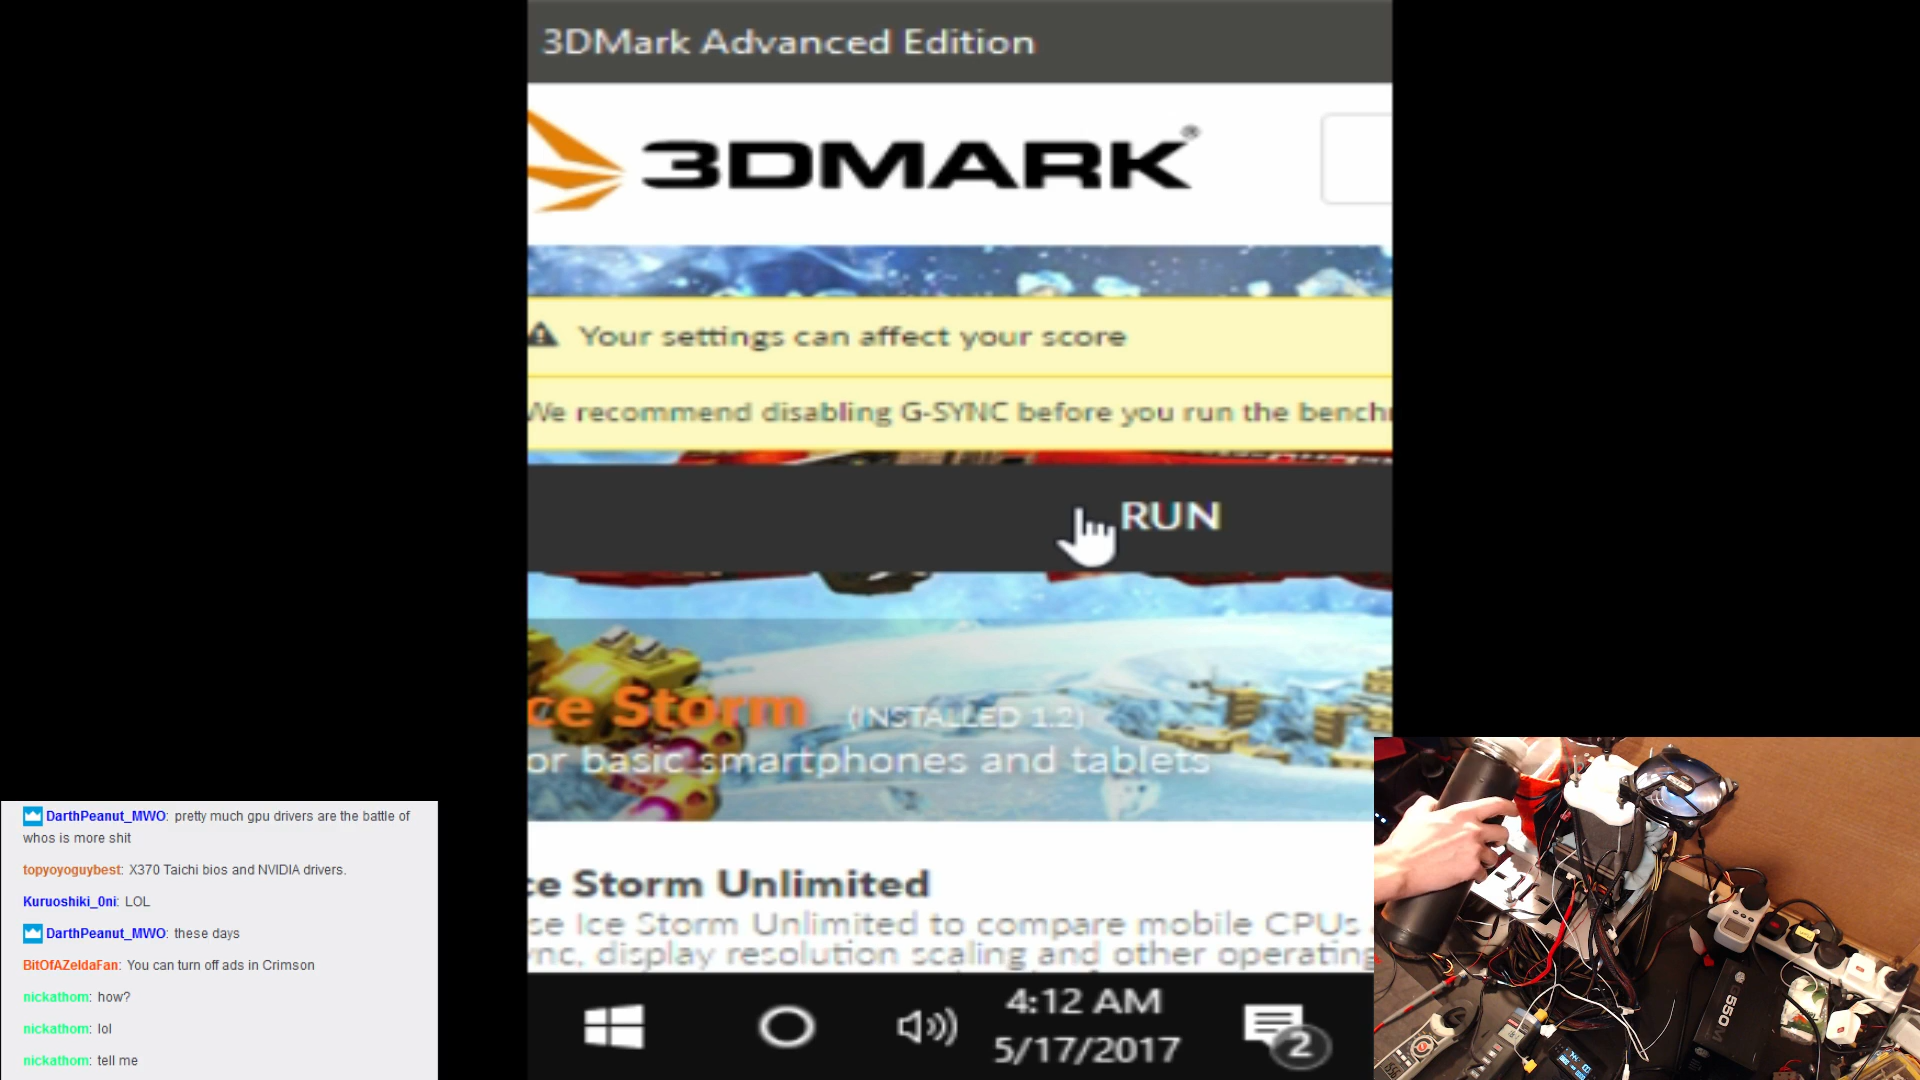 3DMark Advanced Edition
3DMARK®
Your settings can affect your score
We recommend disabling G-SYNC before you run the bench
RUN
ce Storm (INSTALLED 1.2)
or basic smartphones and tablets
ce Storm Unlimited
se Ice Storm Unlimited to compare mobile CPUs
ync, display resolution scaling and other operating
4:12 AM
5/17/2017
2
DarthPeanut_MWO: pretty much gpu drivers are the battle of
whos is more shit
topyoyoguybest: X370 Taichi bios and NVIDIA drivers.
Kuruoshiki_0ni: LOL
DarthPeanut_MWO: these days
BitOfAZeldaFan: You can turn off ads in Crimson
nickathom: how?
nickathom: lol
nickathom: tell me
G550M